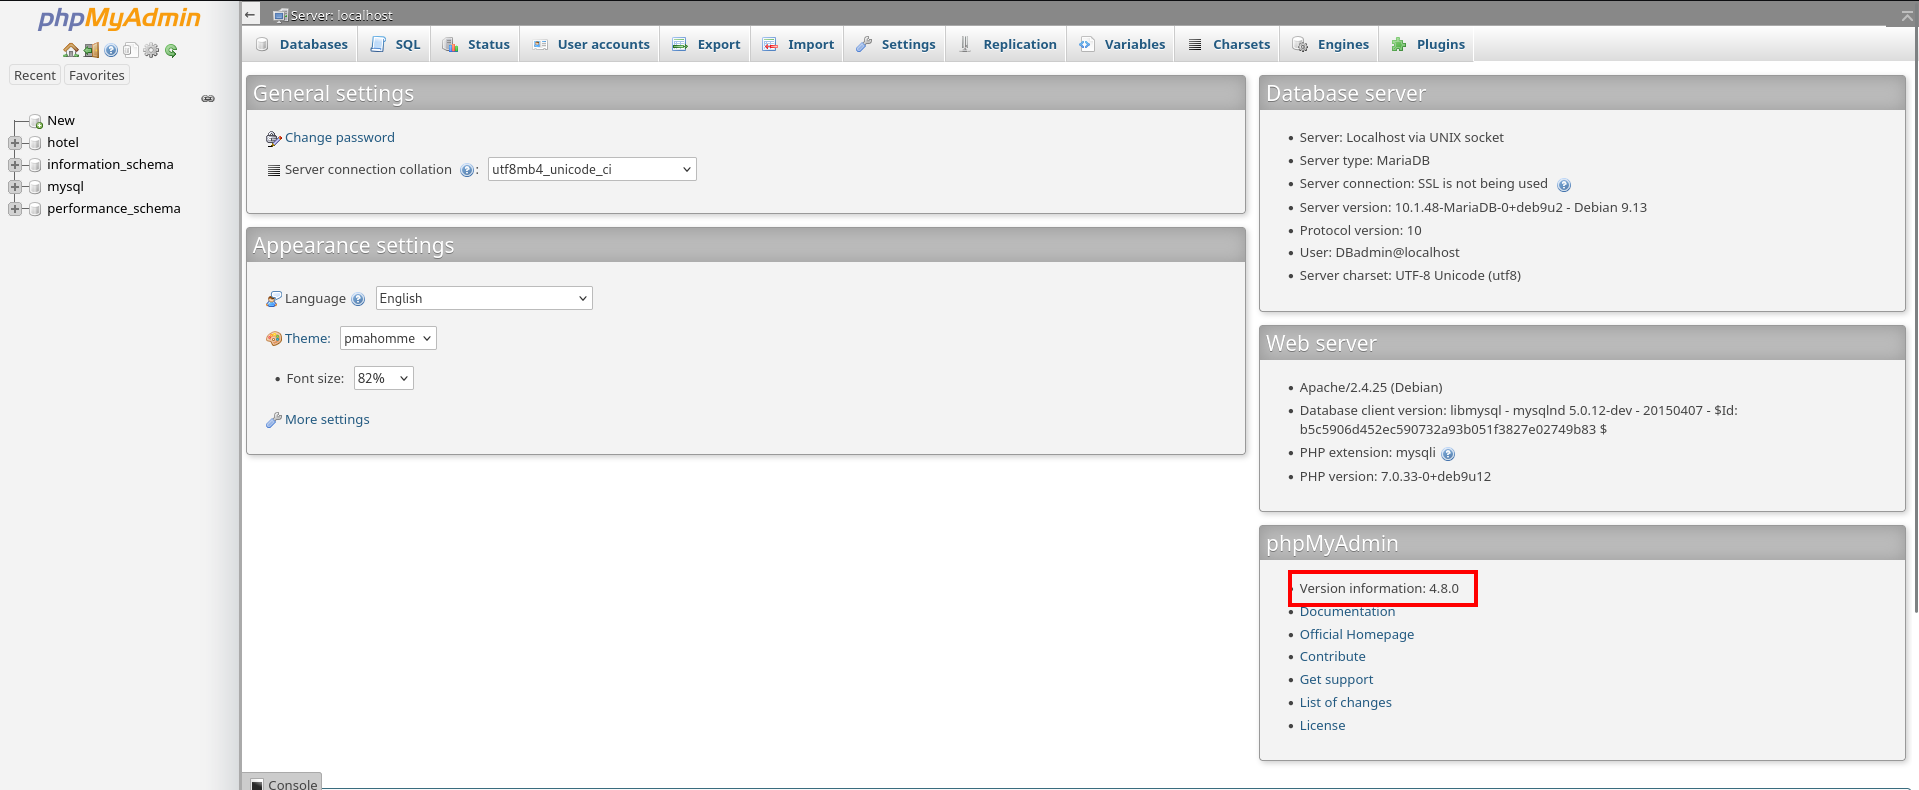 phpMyAdmin
Recent Favorites
New
hotel
information_schema
mysql
performance_schema
Server: localhost
Databases SQL Status User accounts Export Import Settings Replication Variables Charsets Engines Plugins
General settings
Change password
Server connection collation : utf8mb4_unicode_ci
Appearance settings
Language English
Theme: pmahomme
• Font size: 82%
More settings
Database server
• Server: Localhost via UNIX socket
• Server type: MariaDB
• Server connection: SSL is not being used
• Server version: 10.1.48-MariaDB-0+deb9u2 - Debian 9.13
• Protocol version: 10
• User: DBadmin@localhost
• Server charset: UTF-8 Unicode (utf8)
Web server
• Apache/2.4.25 (Debian)
• Database client version: libmysql - mysqlnd 5.0.12-dev - 20150407 - $Id:
b5c5906d452ec590732a93b051f3827e02749b83 $
• PHP extension: mysqli
• PHP version: 7.0.33-0+deb9u12
phpMyAdmin
• Version information: 4.8.0
• Documentation
• Official Homepage
• Contribute
• Get support
• List of changes
• License
Console